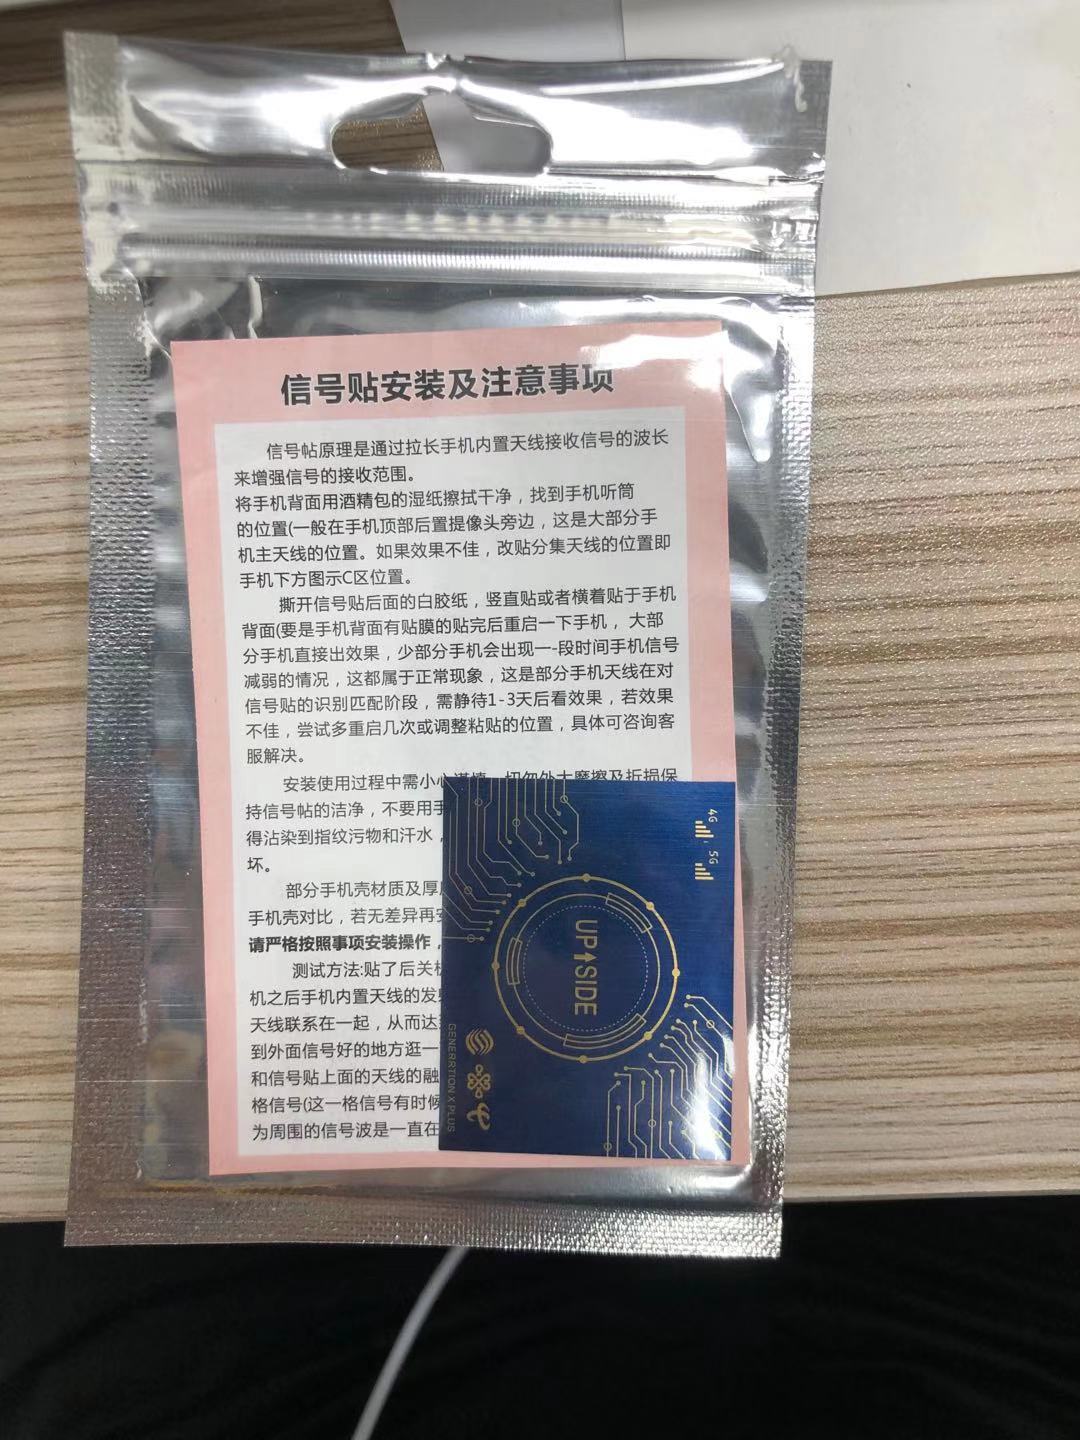 信号贴安装及注意事项
信号帖原理是通过拉长手机内置天线接收信号的波长
来增强信号的接收范围。
将手机背面用酒精包的湿纸擦拭干净，找到手机听筒
的位置(一般在手机顶部后置提像头旁边，这是大部分手
机主天线的位置。如果效果不佳，改贴分集天线的位置即
手机下方图示C区位置。
撕开信号贴后面的白胶纸，竖直贴或者横着贴于手机
背面(要是手机背面有贴膜的贴完后重启一下手机， 大部
分手机直接出效果，少部分手机会出现一-段时间手机信号
减弱的情况，这都属于正常现象，这是部分手机天线在对
信号贴的识别匹配阶段，需静待1-3天后看效果，若效果
不佳，尝试多重启几次或调整粘贴的位置，具体可咨询客
服解决。
安装使用过程中需小心谨慎，切勿处大磨擦及折损保
持信号帖的洁净，不要用手
得沾染到指纹污物和汗水，
坏。
部分手机壳材质及厚
手机壳对比，若无差异再安
请严格按照事项安装操作，
测试方法:贴了后关机
机之后手机内置天线的发射
天线联系在一起，从而达
到外面信号好的地方逛一
和信号贴上面的天线的融
格信号(这一格信号有时候
为周围的信号波是一直在
4G 5G
UP SIDE
GENERRTION X PLUS